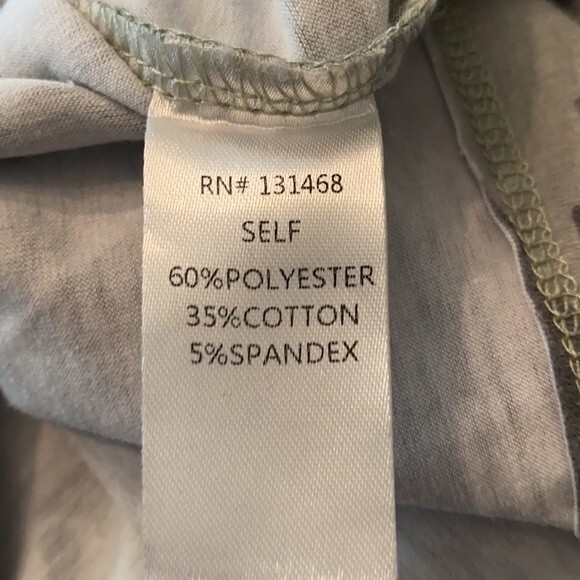 RN# 131468
SELF
60%POLYESTER
35%COTTON
5%SPANDEX